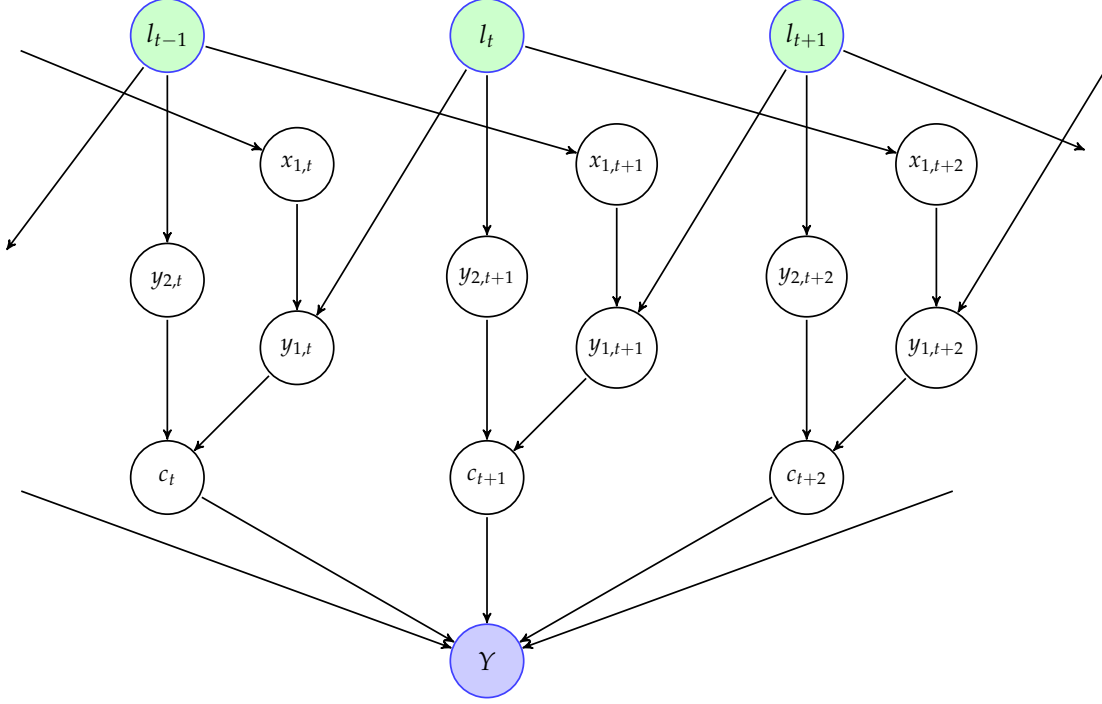 l_{t−1} l_t l_{t+1}
x_{1,t} x_{1,t+1} x_{1,t+2}
y_{2,t} y_{2,t+1} y_{2,t+2}
y_{1,t} y_{1,t+1} y_{1,t+2}
c_t c_{t+1} c_{t+2}
Y